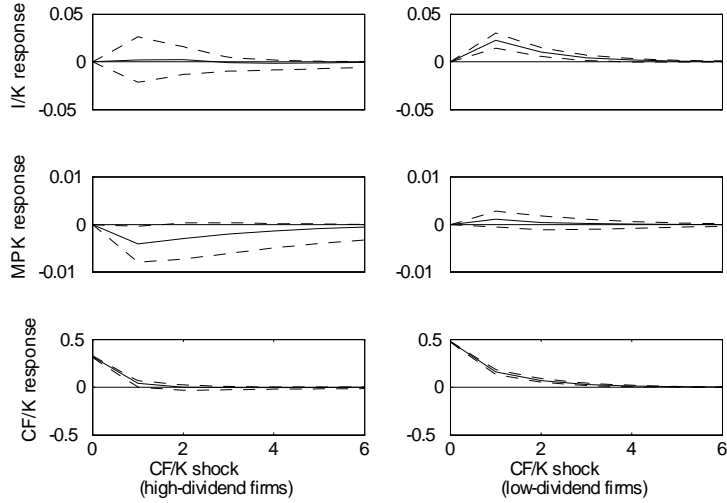 I/K response
0.05
0
-0.05
0.05
0
-0.05
MPK response
0.01
0
-0.01
0.01
0
-0.01
CF/K response
0.5
0
-0.5
0 2 4 6
CF/K shock
(high-dividend firms)
0.5
0
-0.5
0 2 4 6
CF/K shock
(low-dividend firms)